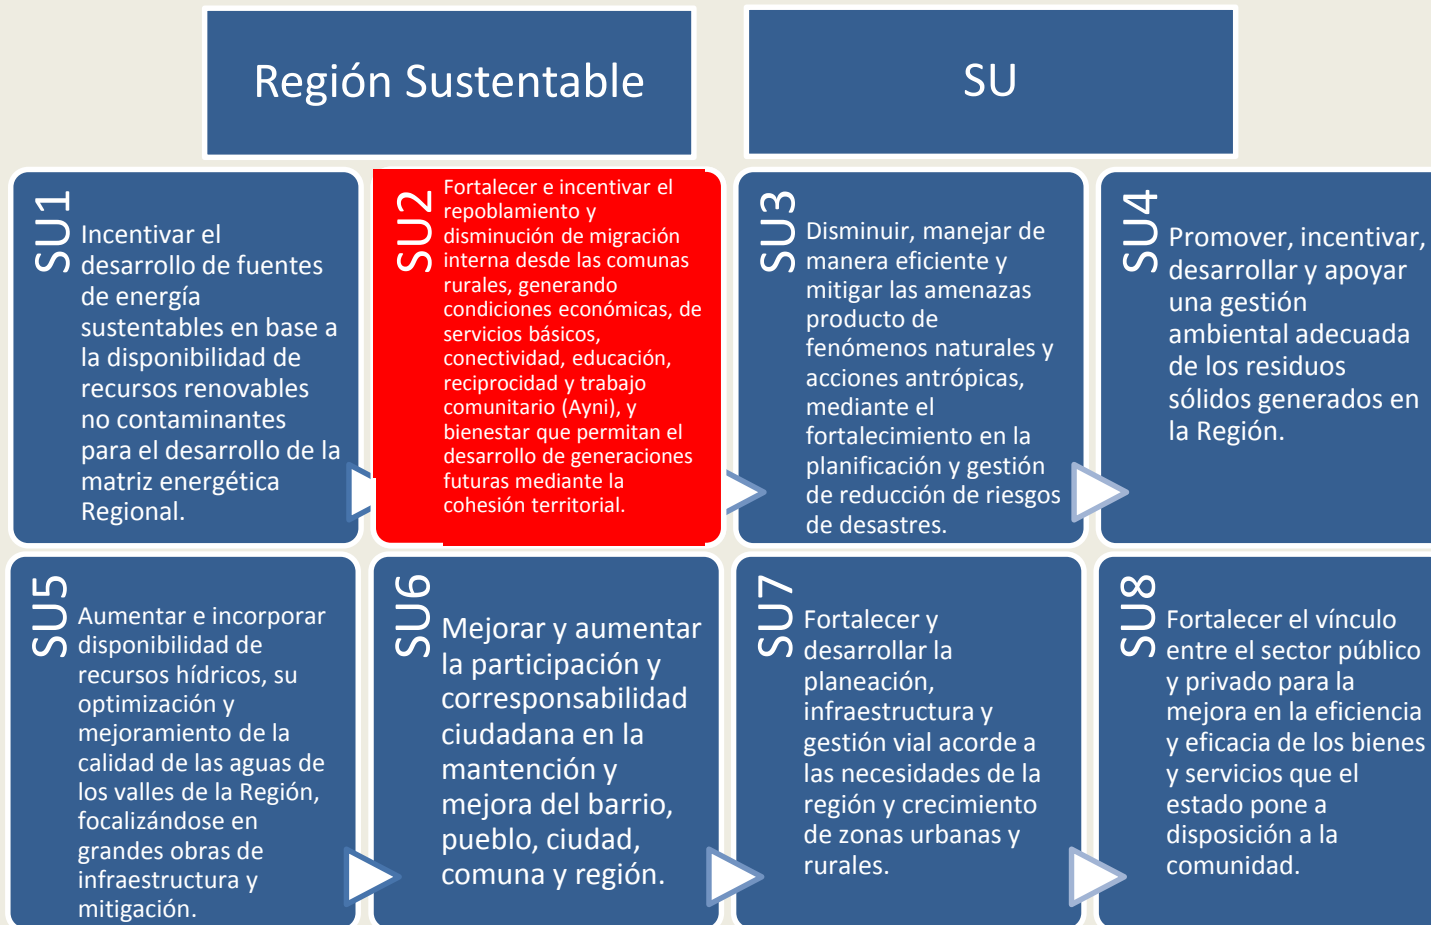 Región Sustentable
SU
SU1
Incentivar el
desarrollo de fuentes
de energía
sustentables en base a
la disponibilidad de
recursos renovables
no contaminantes
para el desarrollo de la
matriz energética
Regional.
SU2
Fortalecer e incentivar el
repoblamiento y
disminución de migración
interna desde las comunas
rurales, generando
condiciones económicas, de
servicios básicos,
conectividad, educación,
reciprocidad y trabajo
comunitario (Ayni), y
bienestar que permitan el
desarrollo de generaciones
futuras mediante la
cohesión territorial.
SU3
Disminuir, manejar de
manera eficiente y
mitigar las amenazas
producto de
fenómenos naturales y
acciones antrópicas,
mediante el
fortalecimiento en la
planificación y gestión
de reducción de riesgos
de desastres.
SU4
Promover, incentivar,
desarrollar y apoyar
una gestión
ambiental adecuada
de los residuos
sólidos generados en
la Región.
SU5
Aumentar e incorporar
disponibilidad de
recursos hídricos, su
optimización y
mejoramiento de la
calidad de las aguas de
los valles de la Región,
focalizándose en
grandes obras de
infraestructura y
mitigación.
SU6
Mejorar y aumentar
la participación y
corresponsabilidad
ciudadana en la
mantención y
mejora del barrio,
pueblo, ciudad,
comuna y región.
SU7
Fortalecer y
desarrollar la
planeación,
infraestructura y
gestión vial acorde a
las necesidades de la
región y crecimiento
de zonas urbanas y
rurales.
SU8
Fortalecer el vínculo
entre el sector público
y privado para la
mejora en la eficiencia
y eficacia de los bienes
y servicios que el
estado pone a
disposición a la
comunidad.